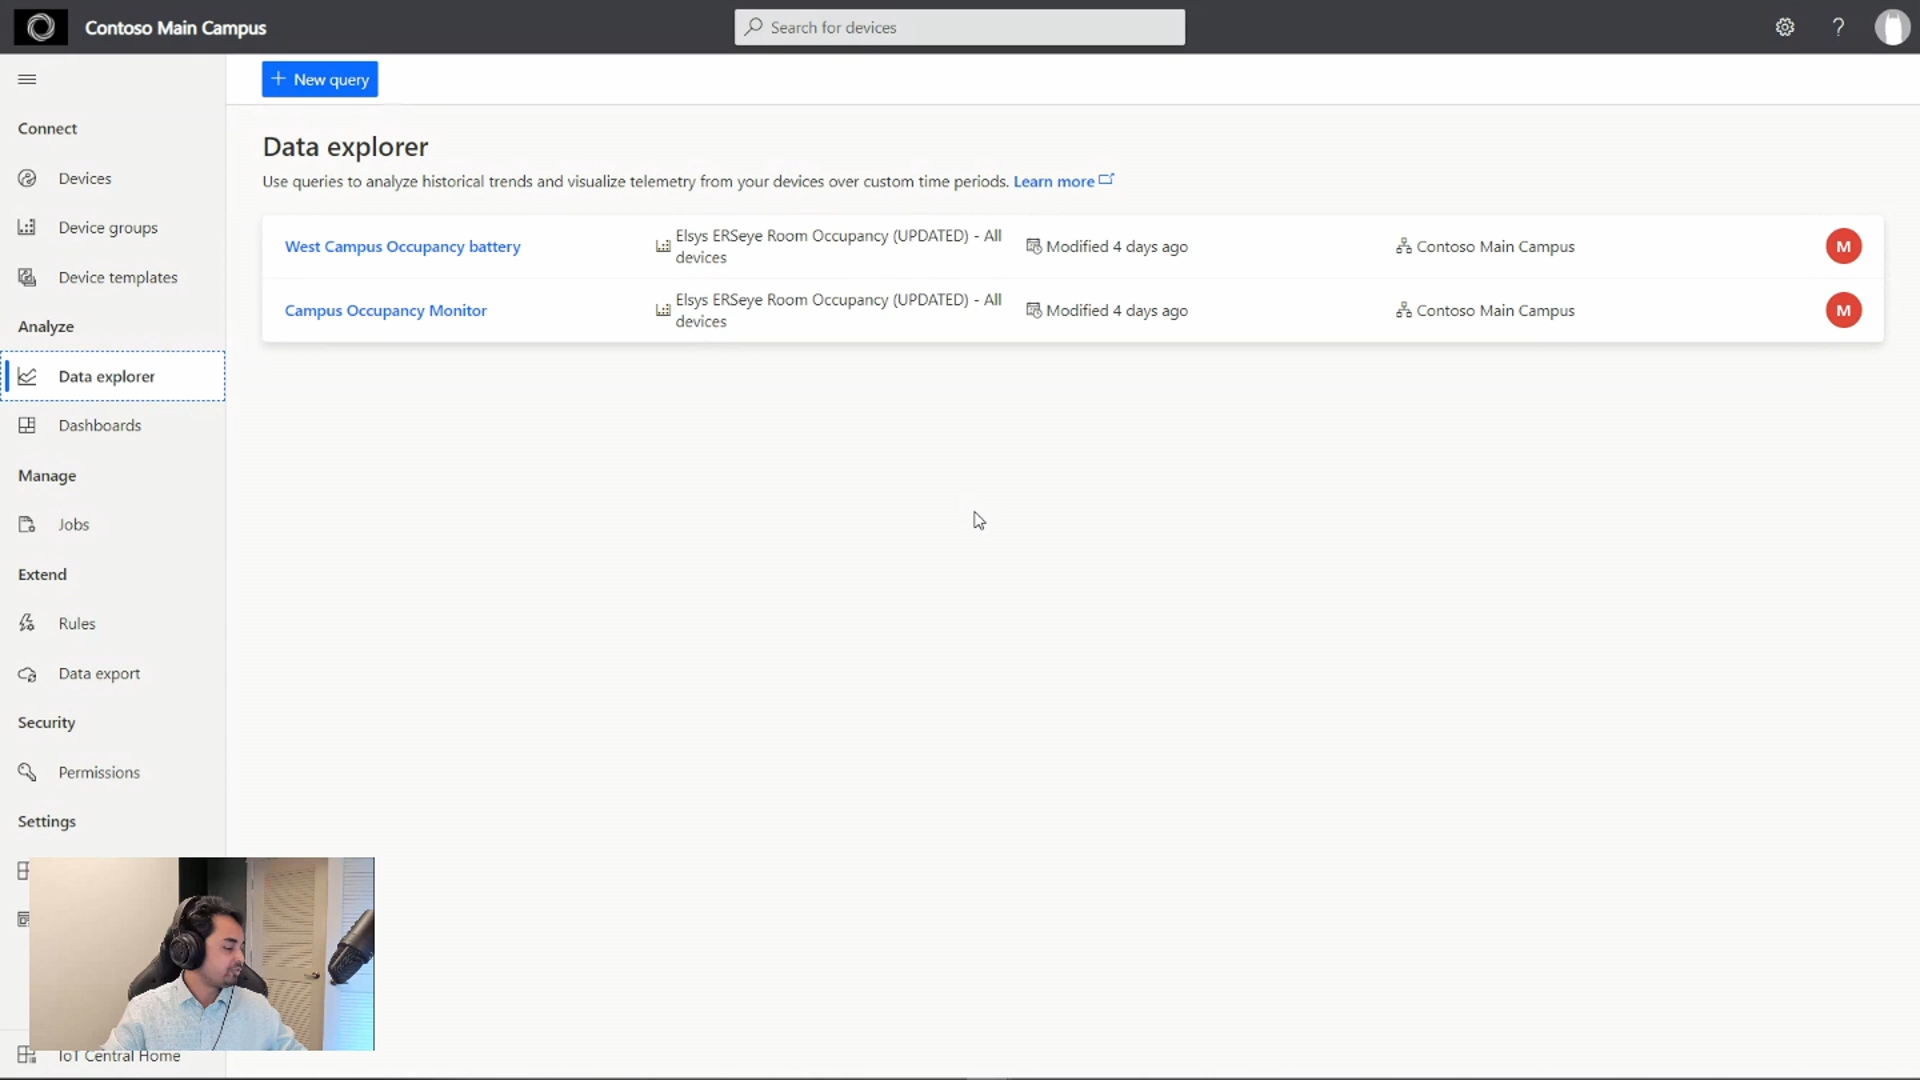 Contoso Main Campus
Search for devices
?
New query
Connect
Devices
Device groups
Device templates
Analyze
Data explorer
Dashboards
Manage
Jobs
Extend
Rules
Data export
Security
Permissions
Settings
IoT Central Home
Data explorer
Use queries to analyze historical trends and visualize telemetry from your devices over custom time periods. Learn more
West Campus Occupancy battery
Elsys ERSeye Room Occupancy (UPDATED) - All
devices
Modified 4 days ago
Contoso Main Campus
M
Campus Occupancy Monitor
Elsys ERSeye Room Occupancy (UPDATED) - All
devices
Modified 4 days ago
Contoso Main Campus
M